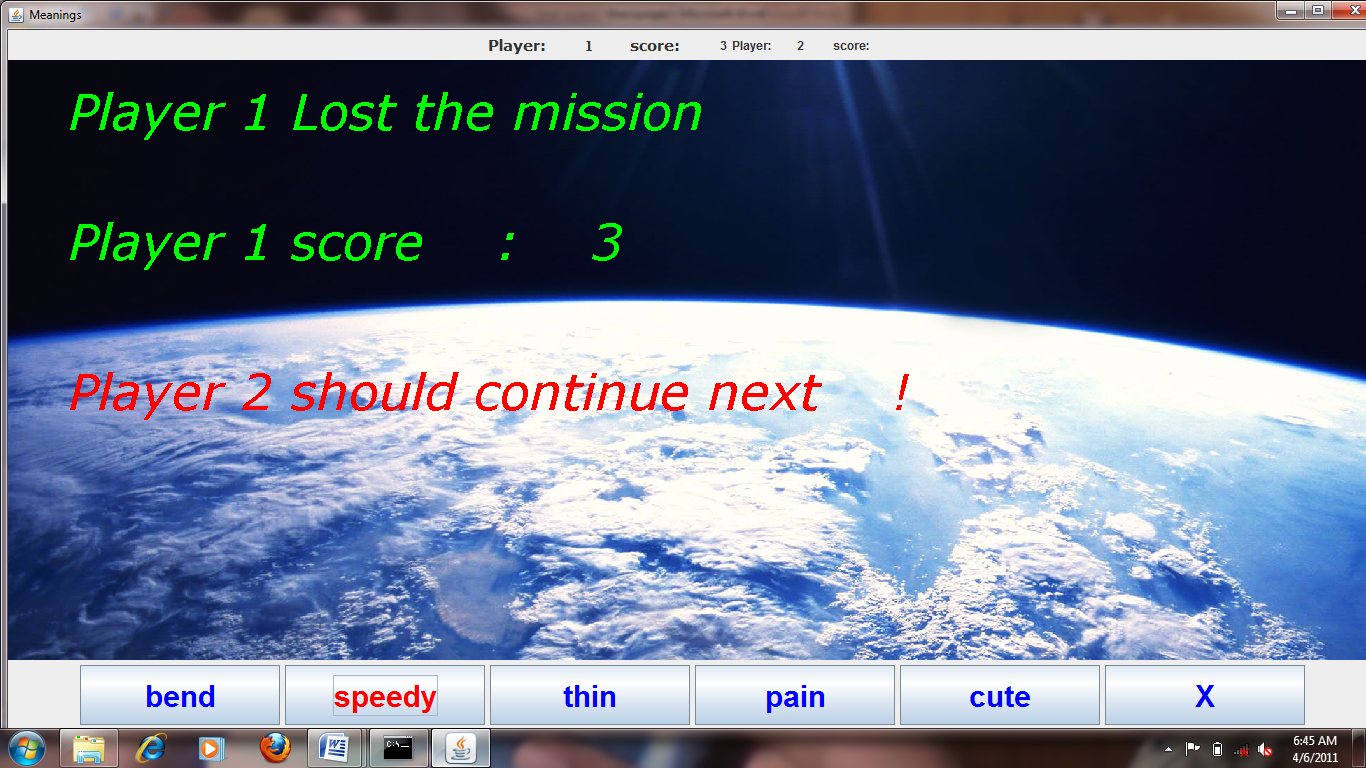 Meanings
Player: 1 score: 3 Player: 2 score:
Player 1 Lost the mission
Player 1 score : 3
Player 2 should continue next !
bend speedy thin pain cute X
6:45 AM
4/6/2011